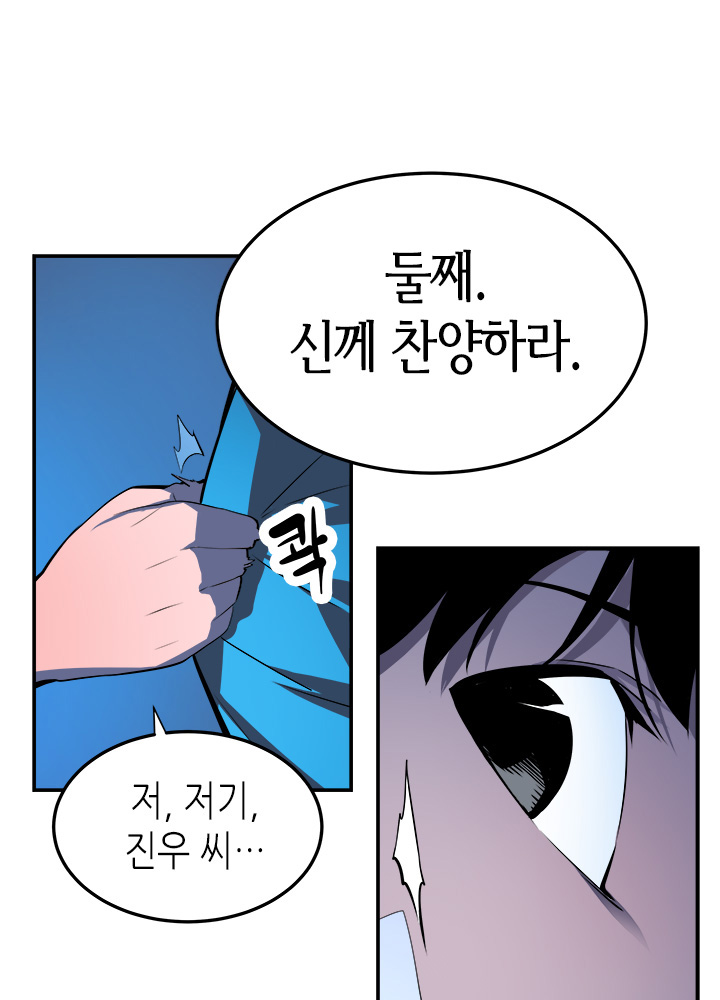 둘째.
신께 찬양하라.
콱
저, 저기,
진우 씨…